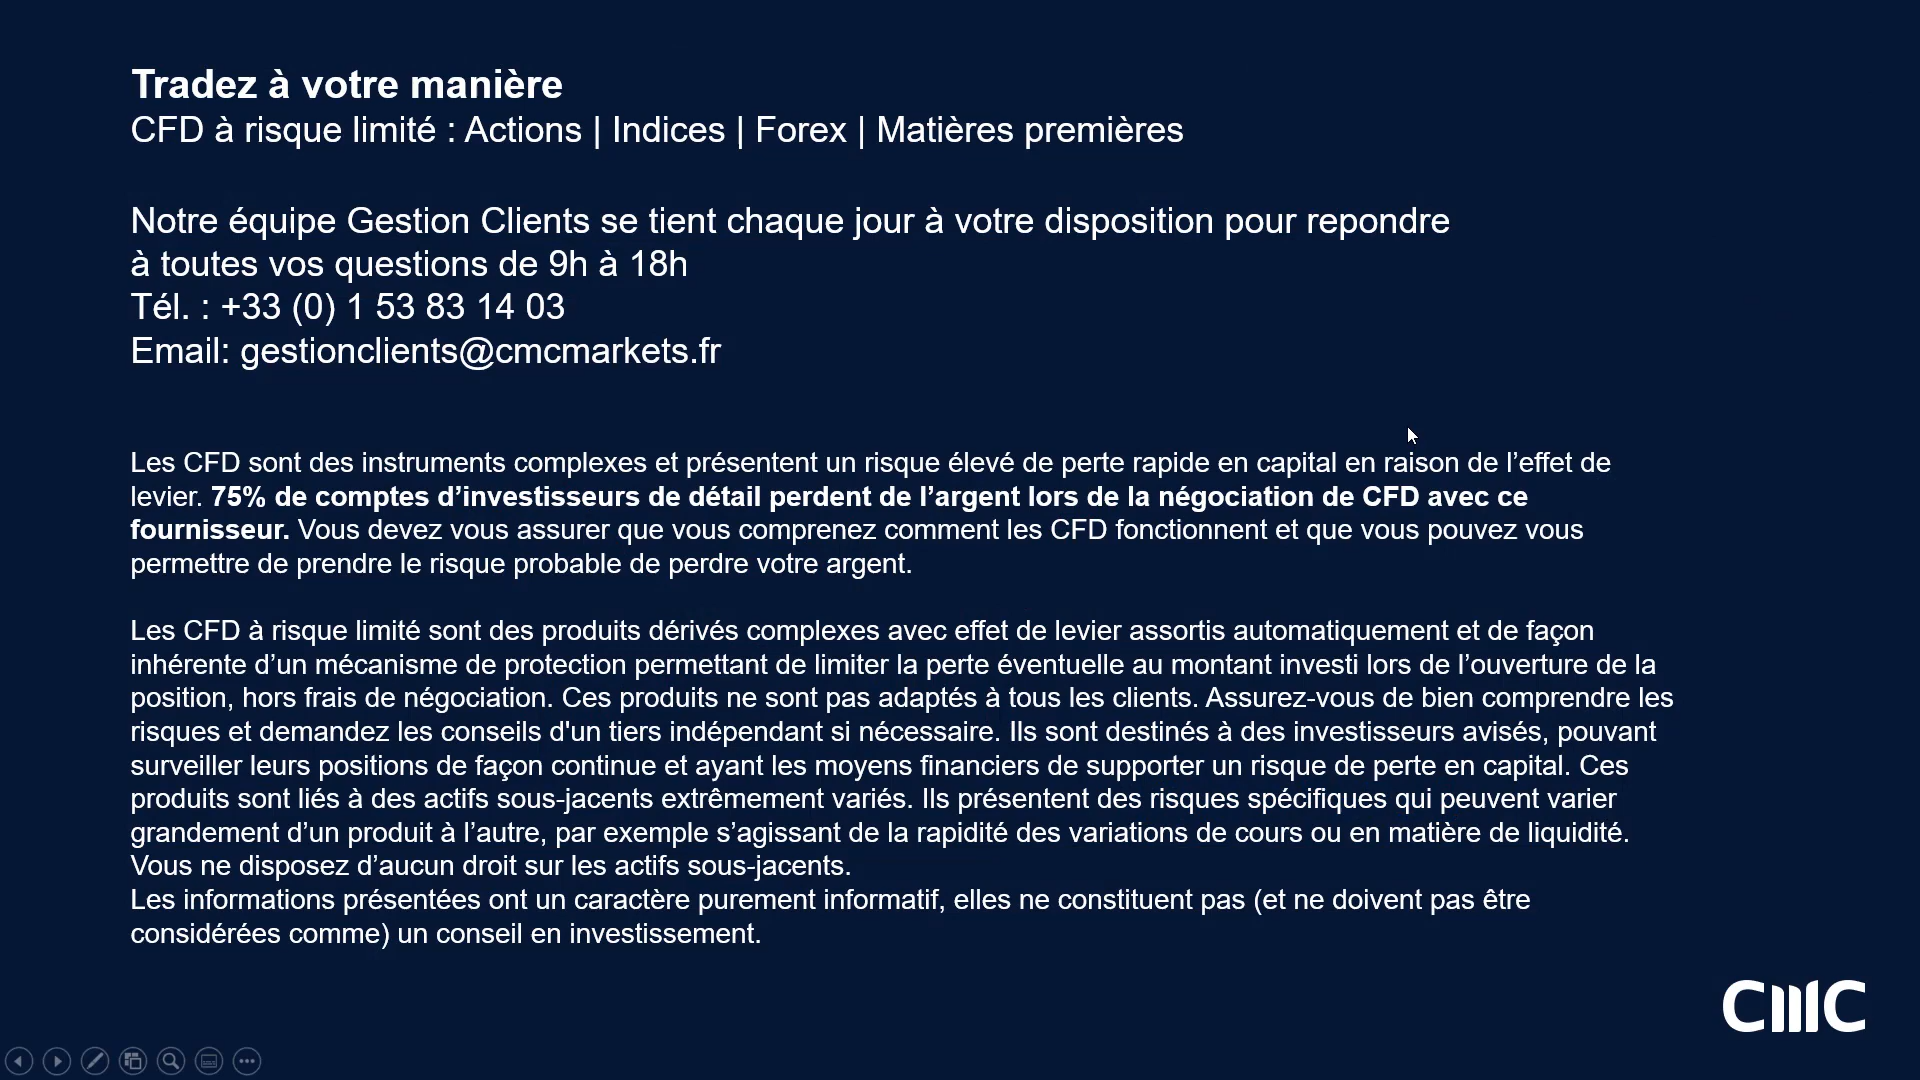 Tradez à votre manière
CFD à risque limité : Actions | Indices | Forex | Matières premières
Notre équipe Gestion Clients se tient chaque jour à votre disposition pour repondre
à toutes vos questions de 9h à 18h
Tél. : +33 (0) 1 53 83 14 03
Email: gestionclients@cmcmarkets.fr
Les CFD sont des instruments complexes et présentent un risque élevé de perte rapide en capital en raison de l’effet de
levier. 75% de comptes d’investisseurs de détail perdent de l’argent lors de la négociation de CFD avec ce
fournisseur. Vous devez vous assurer que vous comprenez comment les CFD fonctionnent et que vous pouvez vous
permettre de prendre le risque probable de perdre votre argent.
Les CFD à risque limité sont des produits dérivés complexes avec effet de levier assortis automatiquement et de façon
inhérente d’un mécanisme de protection permettant de limiter la perte éventuelle au montant investi lors de l’ouverture de la
position, hors frais de négociation. Ces produits ne sont pas adaptés à tous les clients. Assurez-vous de bien comprendre les
risques et demandez les conseils d'un tiers indépendant si nécessaire. Ils sont destinés à des investisseurs avisés, pouvant
surveiller leurs positions de façon continue et ayant les moyens financiers de supporter un risque de perte en capital. Ces
produits sont liés à des actifs sous-jacents extrêmement variés. Ils présentent des risques spécifiques qui peuvent varier
grandement d’un produit à l’autre, par exemple s’agissant de la rapidité des variations de cours ou en matière de liquidité.
Vous ne disposez d’aucun droit sur les actifs sous-jacents.
Les informations présentées ont un caractère purement informatif, elles ne constituent pas (et ne doivent pas être
considérées comme) un conseil en investissement.
CMC